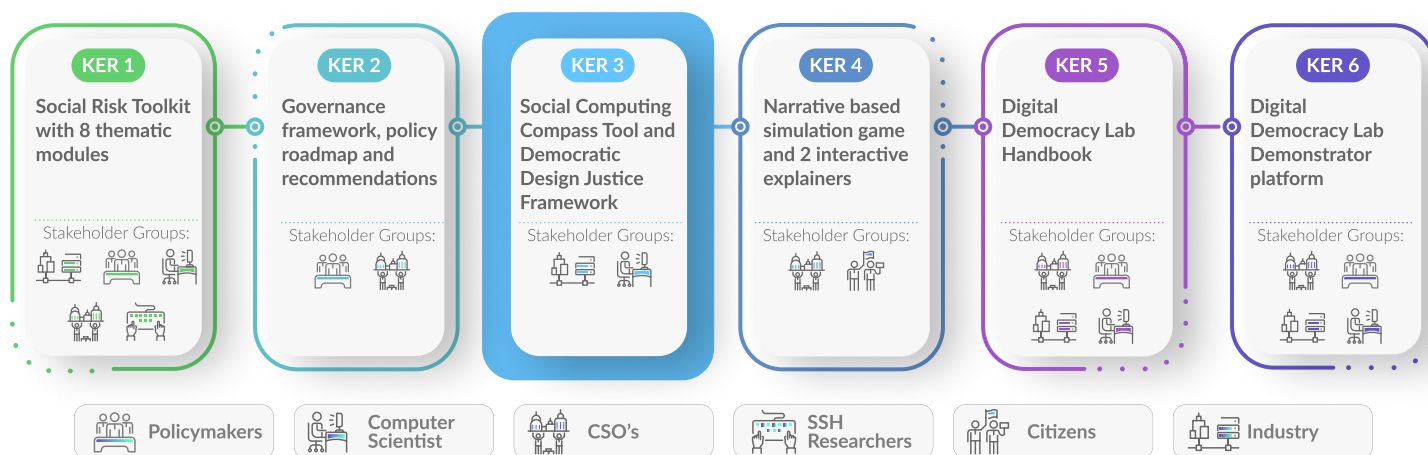 KER 1
Social Risk Toolkit
with 8 thematic
modules
Stakeholder Groups:
KER 2
Governance
framework, policy
roadmap and
recommendations
Stakeholder Groups:
KER 3
Social Computing
Compass Tool and
Democratic
Design Justice
Framework
Stakeholder Groups:
KER 4
Narrative based
simulation game
and 2 interactive
explainers
Stakeholder Groups:
KER 5
Digital
Democracy Lab
Handbook
Stakeholder Groups:
KER 6
Digital
Democracy Lab
Demonstrator
platform
Stakeholder Groups:
Policymakers
Computer
Scientist
CSO's
SSH
Researchers
Citizens
Industry